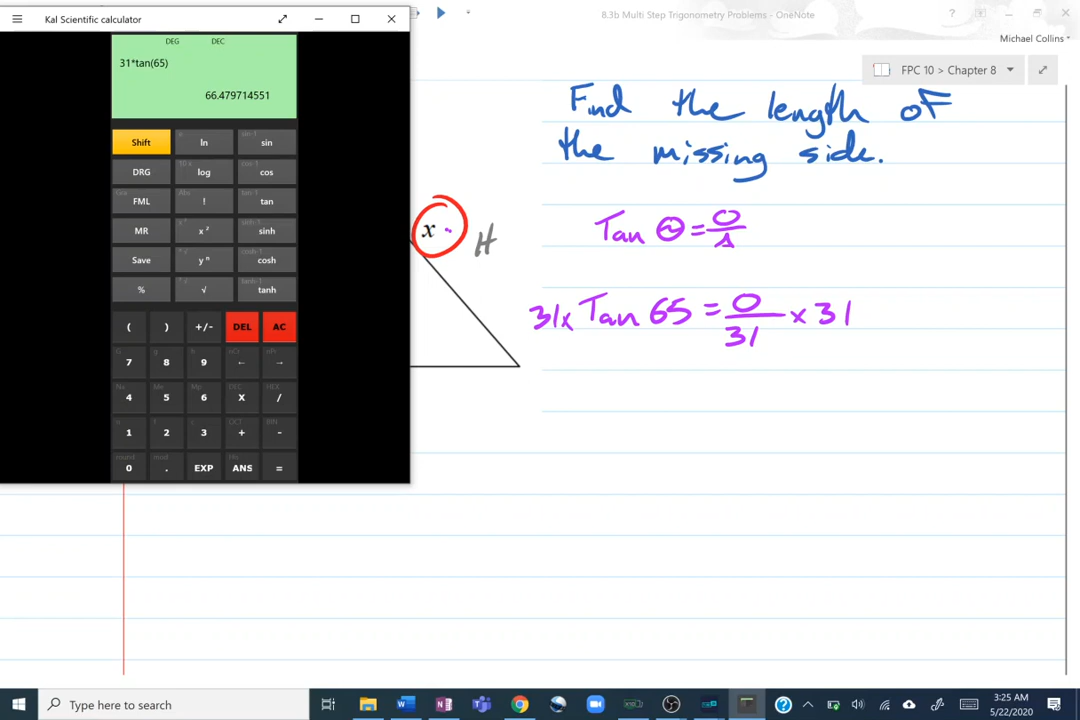 Kal Scientific calculator
8.3b Multi Step Trigonometry Problems - OneNote
?
Michael Collins
FPC 10 > Chapter 8
DEG DEC
31*tan(65)
66.479714551
Shift ln sin
DRG log cos
FML ! tan
MR x² sinh
Save yⁿ cosh
% √ tanh
( ) +/- DEL AC
7 8 9 ← →
4 5 6 X /
1 2 3 + -
0 . EXP ANS =
Find the length of
the missing side.
Tan θ = O/A
x H
31x Tan 65 = O/31 x 31
Type here to search
3:25 AM
5/22/2020